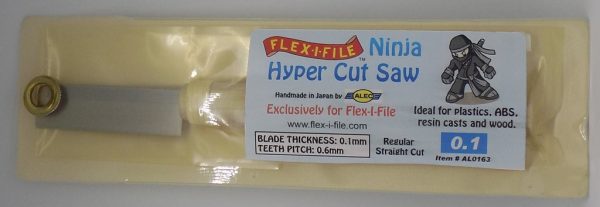 FLEX-I-FILE Ninja
Hyper Cut Saw™
Handmade in Japan by ALEC
Exclusively for Flex-I-File
www.flex-i-file.com
BLADE THICKNESS: 0.1mm
TEETH PITCH: 0.6mm
Regular
Straight Cut
Ideal for plastics, ABS,
resin casts and wood.
0.1
Item # AL0163